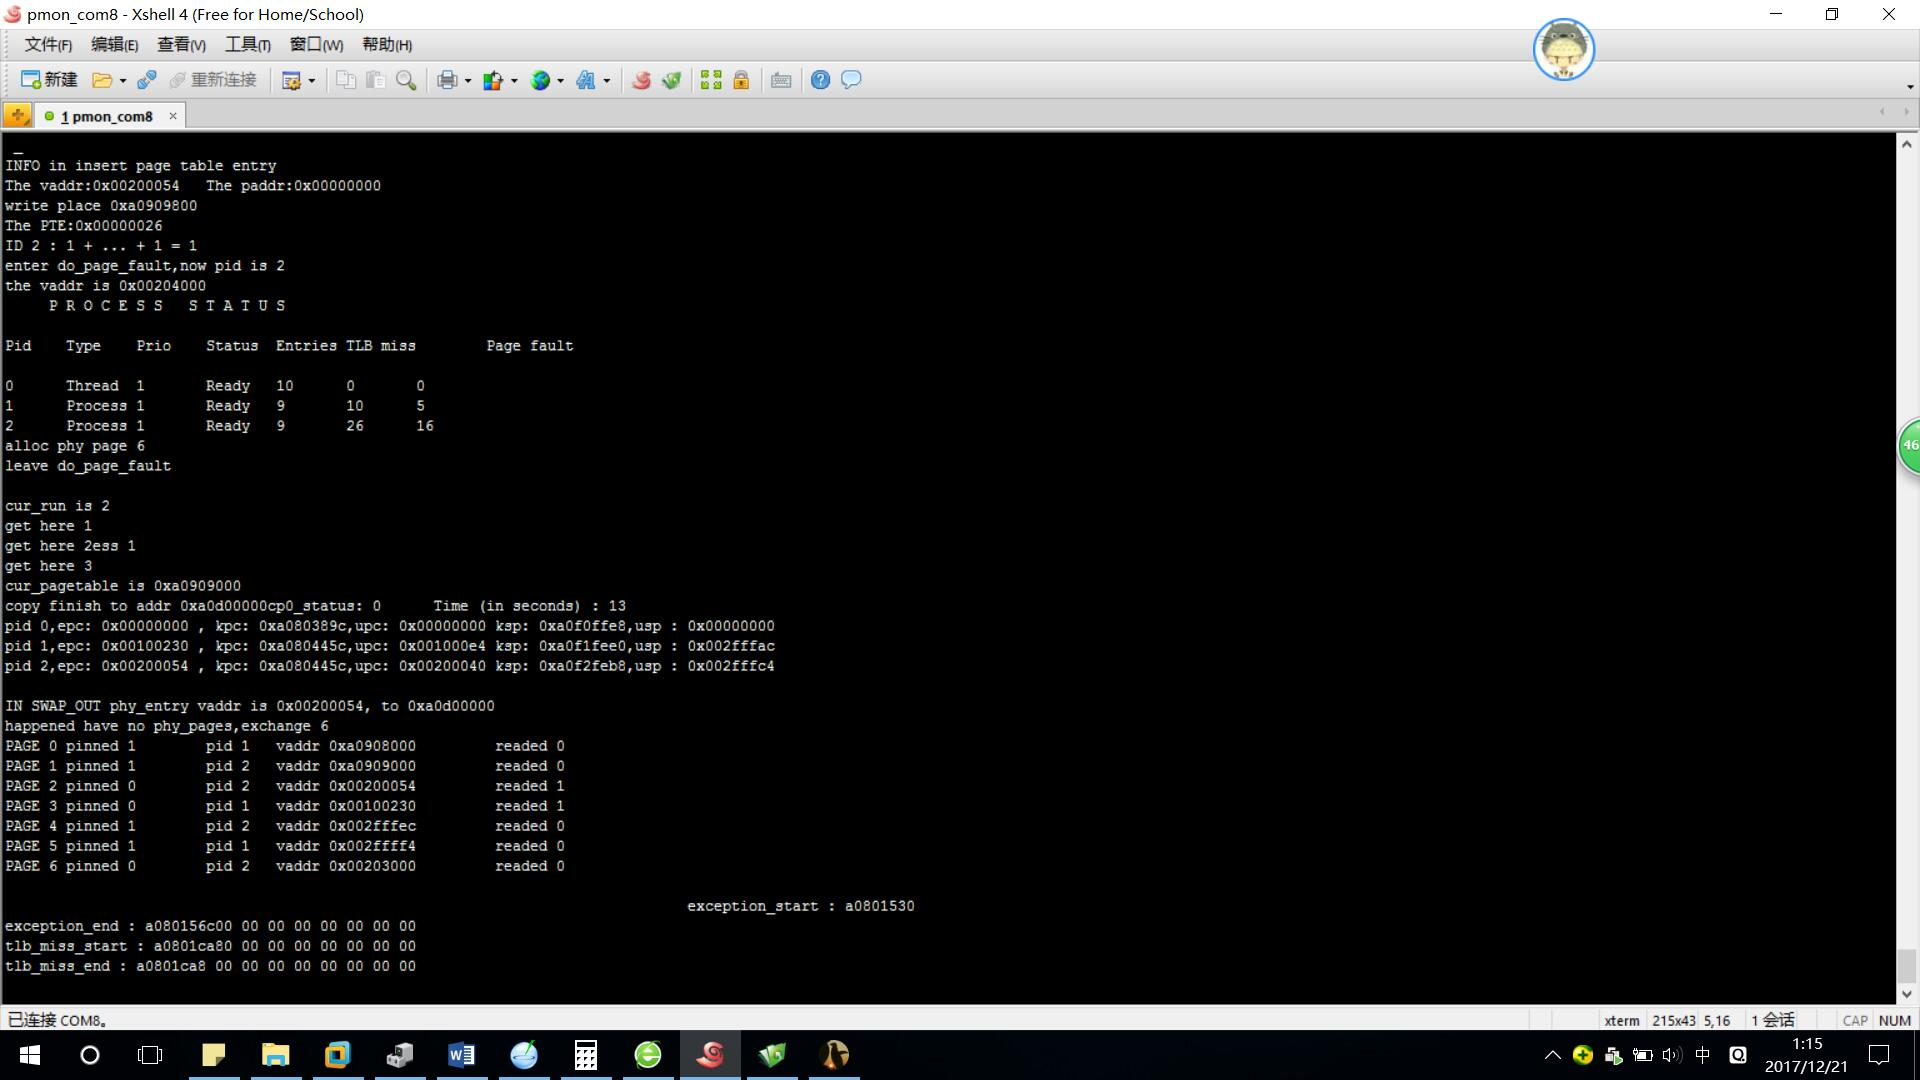 pmon_com8 - Xshell 4 (Free for Home/School)
文件(F) 编辑(E) 查看(V) 工具(T) 窗口(W) 帮助(H)
新建 重新连接
1 pmon_com8
INFO in insert page table entry
The vaddr:0x00200054 The paddr:0x00000000
write place 0xa0909800
The PTE:0x00000026
ID 2 : 1 + ... + 1 = 1
enter do_page_fault,now pid is 2
the vaddr is 0x00204000
P R O C E S S S T A T U S
Pid Type Prio Status Entries TLB miss Page fault
0 Thread 1 Ready 10 0 0
1 Process 1 Ready 9 10 5
2 Process 1 Ready 9 26 16
alloc phy page 6
leave do_page_fault
cur_run is 2
get here 1
get here 2ess 1
get here 3
cur_pagetable is 0xa0909000
copy finish to addr 0xa0d00000cp0_status: 0 Time (in seconds) : 13
pid 0,epc: 0x00000000 , kpc: 0xa080389c,upc: 0x00000000 ksp: 0xa0f0ffe8,usp : 0x00000000
pid 1,epc: 0x00100230 , kpc: 0xa080445c,upc: 0x001000e4 ksp: 0xa0f1fee0,usp : 0x002fffac
pid 2,epc: 0x00200054 , kpc: 0xa080445c,upc: 0x00200040 ksp: 0xa0f2feb8,usp : 0x002fffc4
IN SWAP_OUT phy_entry vaddr is 0x00200054, to 0xa0d00000
happened have no phy_pages,exchange 6
PAGE 0 pinned 1 pid 1 vaddr 0xa0908000 readed 0
PAGE 1 pinned 1 pid 2 vaddr 0xa0909000 readed 0
PAGE 2 pinned 0 pid 2 vaddr 0x00200054 readed 1
PAGE 3 pinned 0 pid 1 vaddr 0x00100230 readed 1
PAGE 4 pinned 1 pid 2 vaddr 0x002fffec readed 0
PAGE 5 pinned 1 pid 1 vaddr 0x002ffff4 readed 0
PAGE 6 pinned 0 pid 2 vaddr 0x00203000 readed 0
exception_start : a0801530
exception_end : a080156c00 00 00 00 00 00 00 00
tlb_miss_start : a0801ca80 00 00 00 00 00 00 00
tlb_miss_end : a0801ca8 00 00 00 00 00 00 00 00
46
已连接 COM8。 xterm 215x43 5,16 1 会话 CAP NUM
中 1:15
2017/12/21